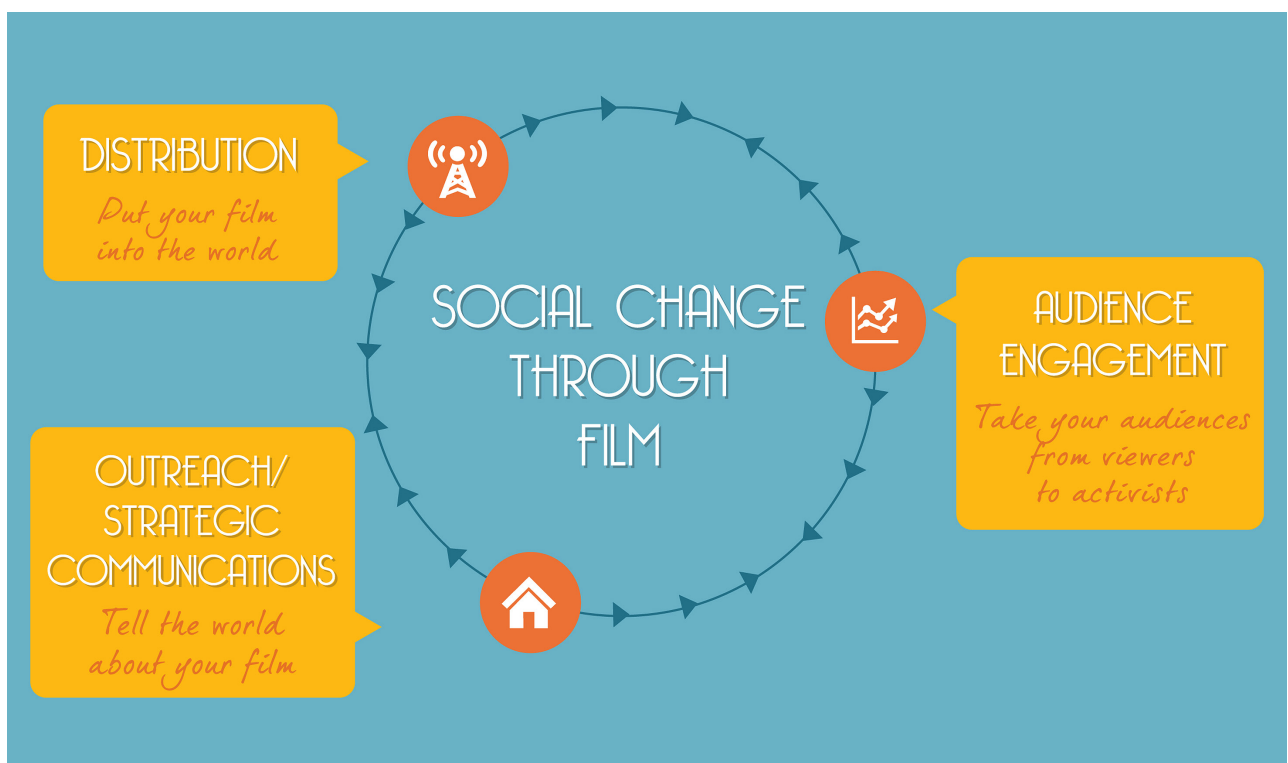 DISTRIBUTION
Put your film
into the world
SOCIAL CHANGE
THROUGH
FILM
AUDIENCE
ENGAGEMENT
Take your audiences
from viewers
to activists
OUTREACH/
STRATEGIC
COMMUNICATIONS
Tell the world
about your film